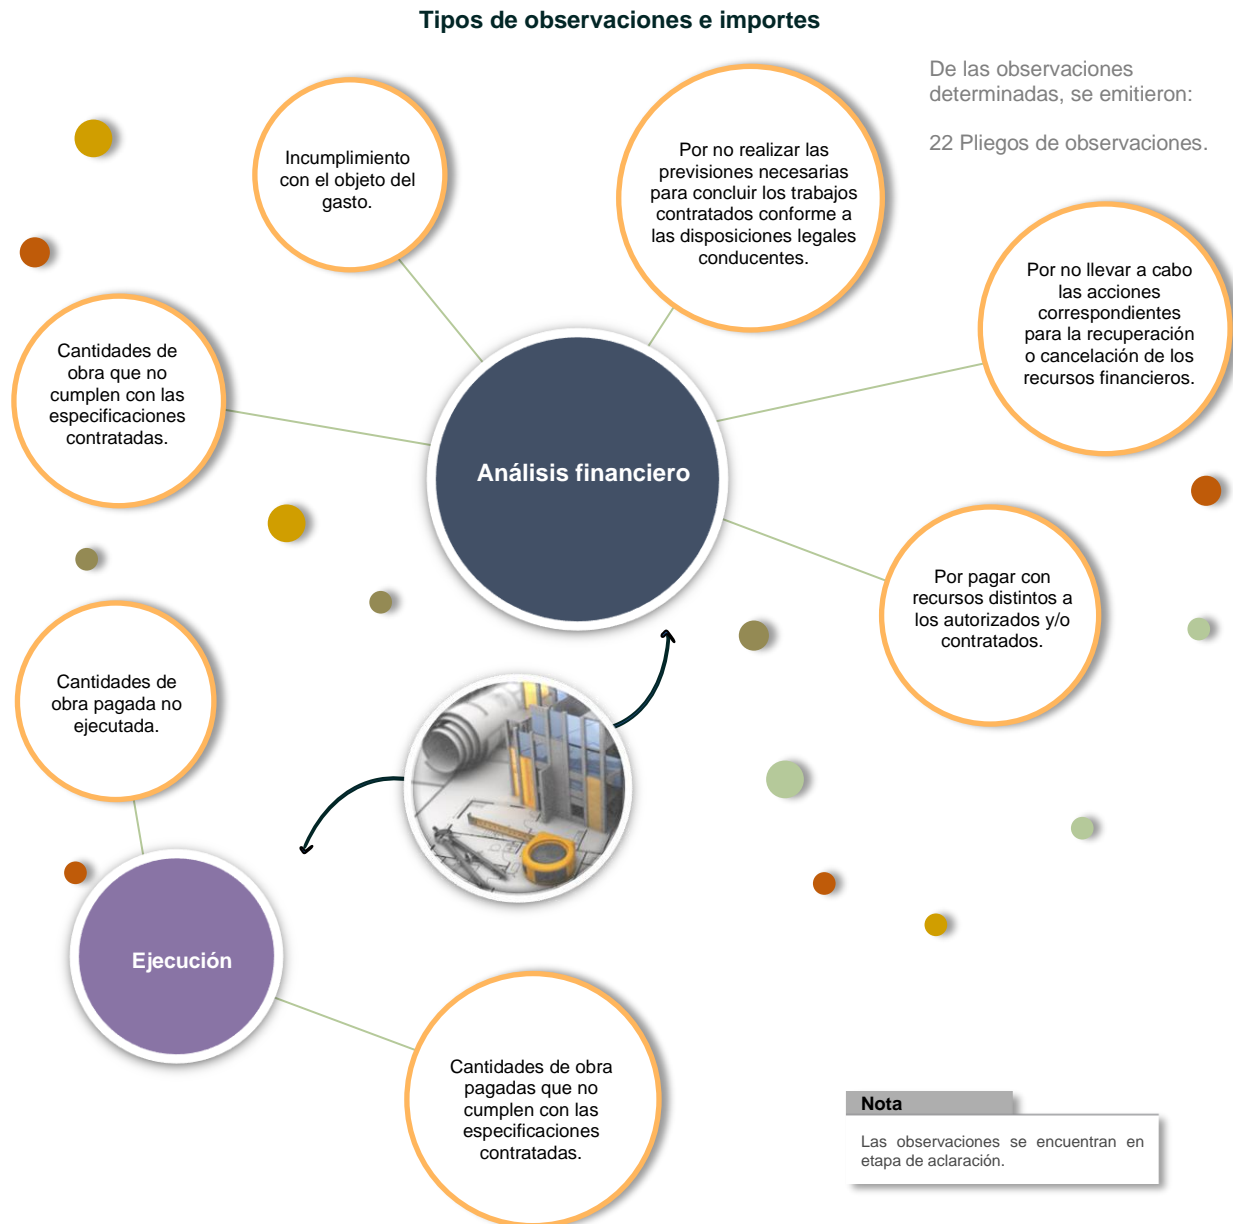 Tipos de observaciones e importes
De las observaciones
determinadas, se emitieron:
22 Pliegos de observaciones.
Incumplimiento
con el objeto del
gasto.
Por no realizar las
previsiones necesarias
para concluir los trabajos
contratados conforme a
las disposiciones legales
conducentes.
Por no llevar a cabo
las acciones
correspondientes
para la recuperación
o cancelación de los
recursos financieros.
Cantidades de
obra que no
cumplen con las
especificaciones
contratadas.
Análisis financiero
Por pagar con
recursos distintos a
los autorizados y/o
contratados.
Cantidades de
obra pagada no
ejecutada.
Ejecución
Cantidades de obra
pagadas que no
cumplen con las
especificaciones
contratadas.
Nota
Las observaciones se encuentran en
etapa de aclaración.